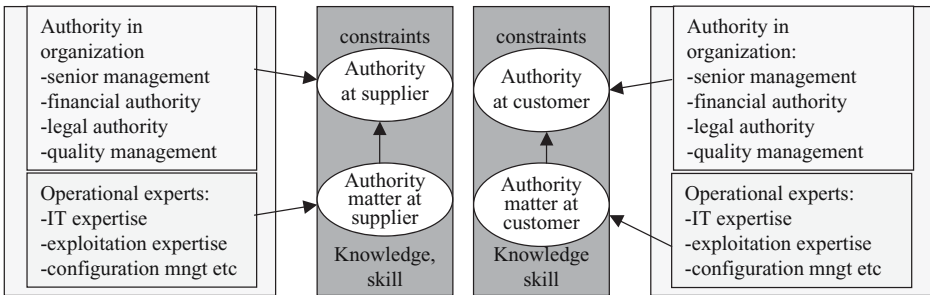 Authority in
organization
-senior management
-financial authority
-legal authority
-quality management
Operational experts:
-IT expertise
-exploitation expertise
-configuration mngt etc
constraints
Authority
at supplier
Authority
matter at
supplier
Knowledge,
skill
constraints
Authority
at customer
Authority
matter at
customer
Knowledge
skill
Authority in
organization:
-senior management
-financial authority
-legal authority
-quality management
Operational experts:
-IT expertise
-exploitation expertise
-configuration mngt etc